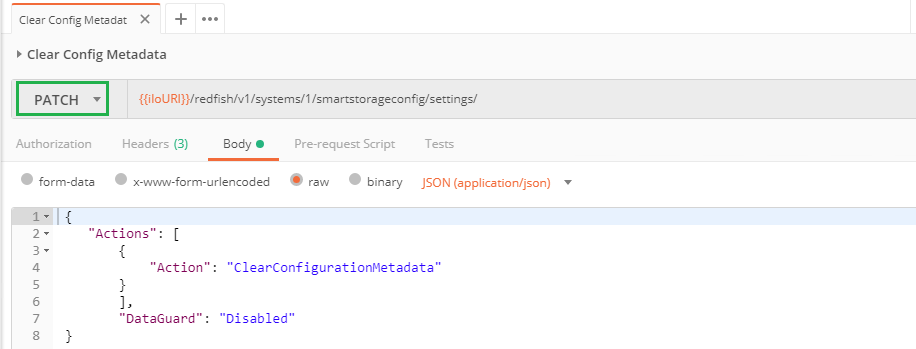 Clear Config Metadat
Clear Config Metadata
PATCH {{iloURI}}/redfish/v1/systems/1/smartstorageconfig/settings/
Authorization Headers (3) Body Pre-request Script Tests
form-data x-www-form-urlencoded raw binary JSON (application/json)
1 {
2 "Actions": [
3 {
4 "Action": "ClearConfigurationMetadata"
5 }
6 ],
7 "DataGuard": "Disabled"
8 }